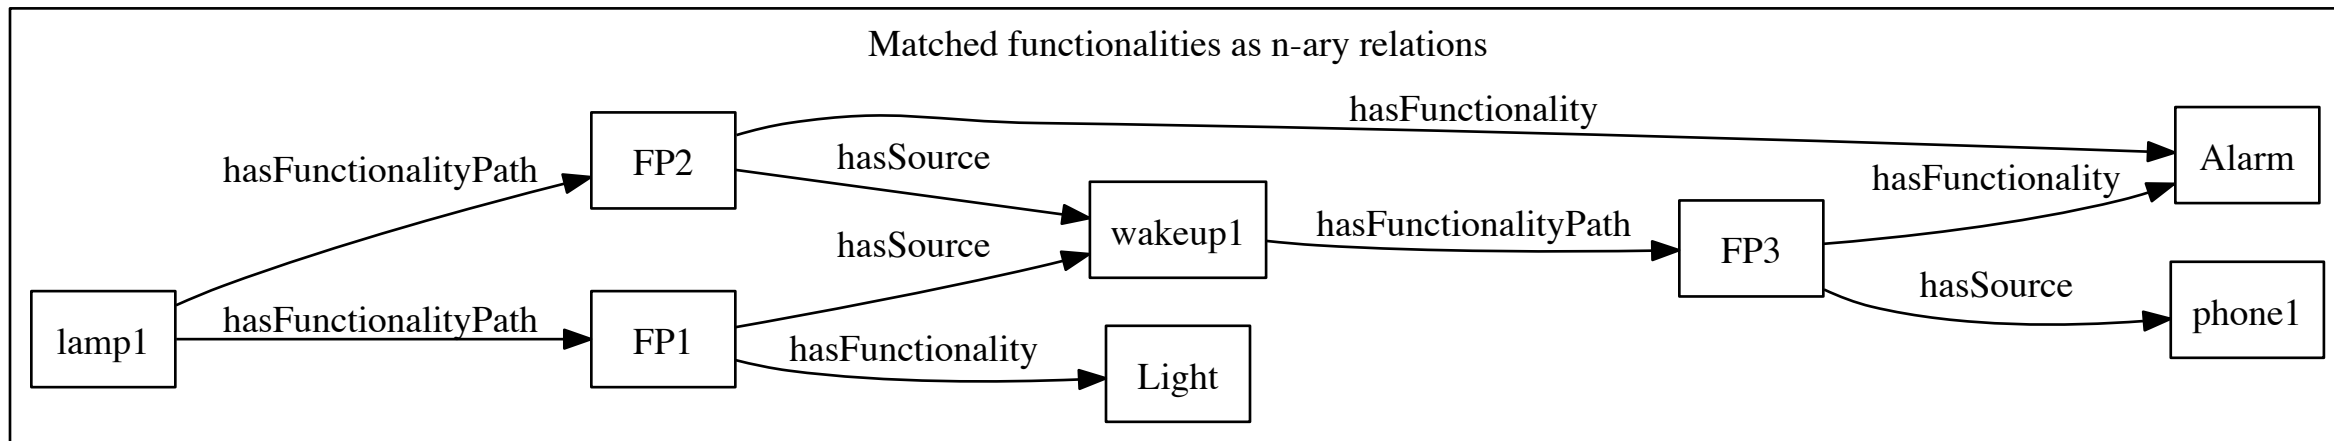 Matched functionalities as n-ary relations
hasFunctionality
Alarm
FP2
hasSource
hasFunctionalityPath
hasFunctionality
wakeup1
hasFunctionalityPath
FP3
hasSource
hasSource
phone1
lamp1
hasFunctionalityPath
FP1
hasFunctionality
Light